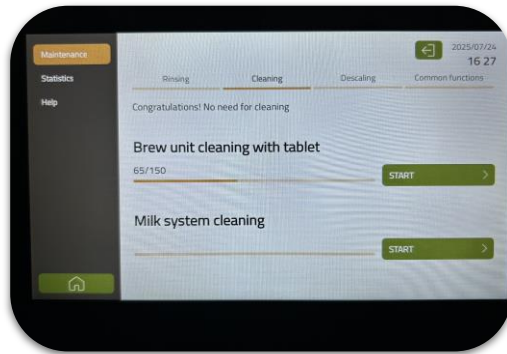 Maintenance
Statistics
Help
2025/07/24
16 27
Rinsing
Cleaning
Descaling
Common functions
Congratulations! No need for cleaning
Brew unit cleaning with tablet
65/150
START
Milk system cleaning
START